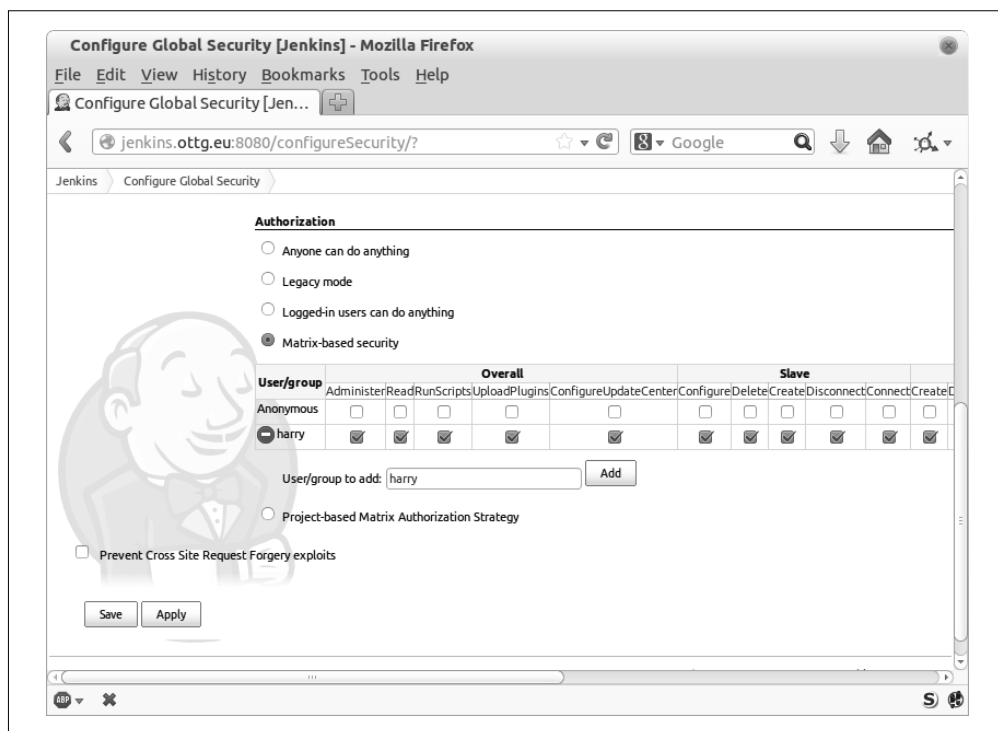 Configure Global Security [Jenkins] - Mozilla Firefox
File Edit View History Bookmarks Tools Help
Configure Global Security [Jen...
jenkins.ottg.eu:8080/configureSecurity/?
Google
Jenkins Configure Global Security
Authorization
Anyone can do anything
Legacy mode
Logged-in users can do anything
Matrix-based security
User/group Overall Slave
Administer Read RunScripts UploadPlugins ConfigureUpdateCenter Configure Delete Create Disconnect Connect Create D
Anonymous
harry
User/group to add: harry Add
Project-based Matrix Authorization Strategy
Prevent Cross Site Request Forgery exploits
Save Apply
ABP S